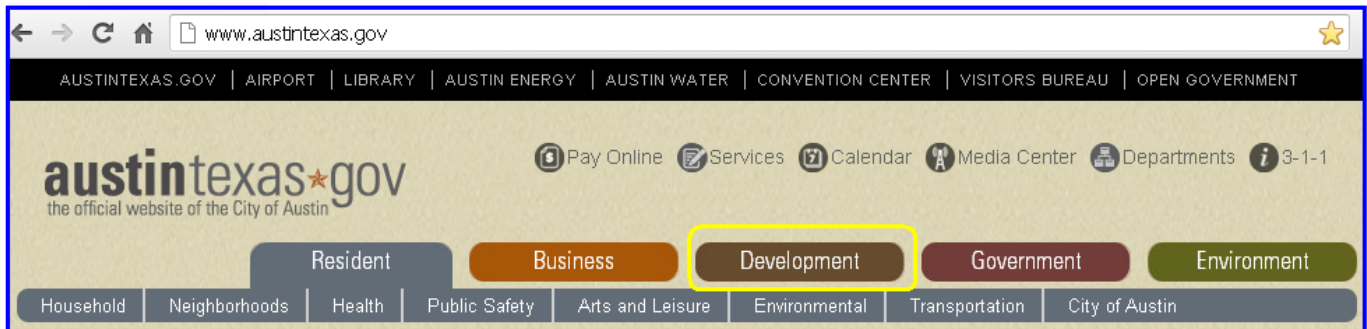 www.austintexas.gov
AUSTINTEXAS.GOV | AIRPORT | LIBRARY | AUSTIN ENERGY | AUSTIN WATER | CONVENTION CENTER | VISITORS BUREAU | OPEN GOVERNMENT
Pay Online Services Calendar Media Center Departments 3-1-1
austintexas★gov
the official website of the City of Austin
Resident Business Development Government Environment
Household Neighborhoods Health Public Safety Arts and Leisure Environmental Transportation City of Austin